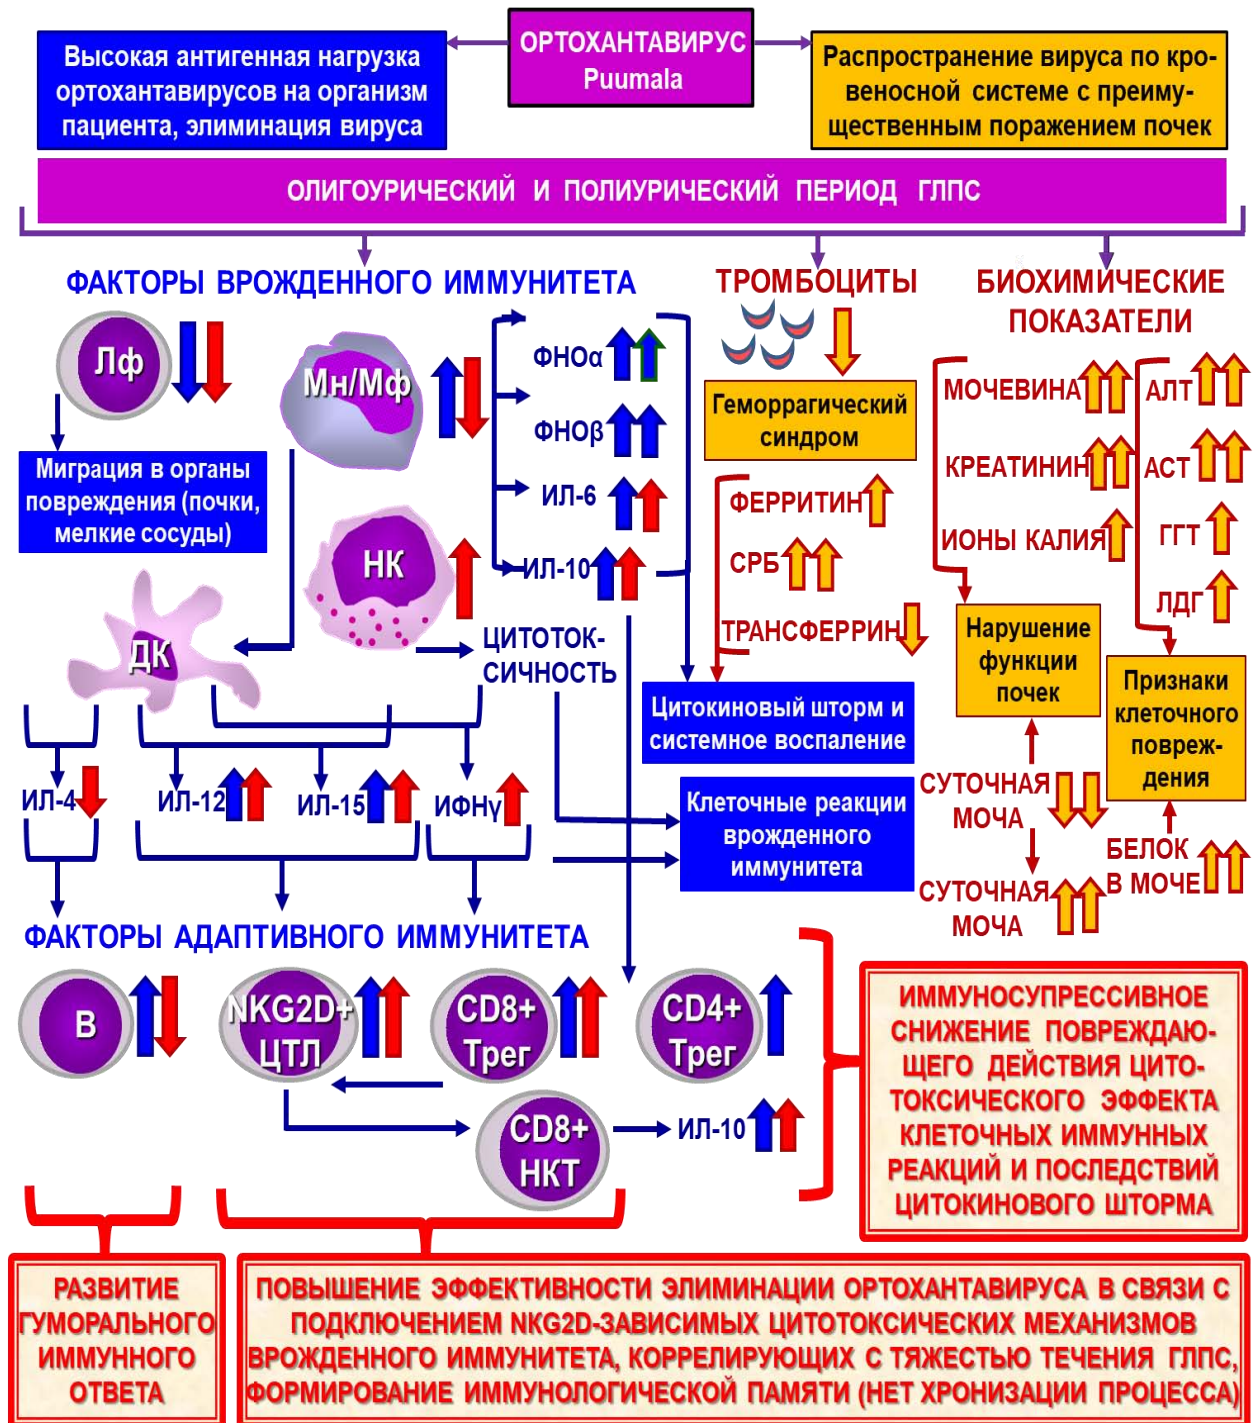 ОРТОХАНТАВИРУС
Puumala
Высокая антигенная нагрузка
ортохантавирусов на организм
пациента, элиминация вируса
Распространение вируса по кро-
веносной системе с преиму-
щественным поражением почек
ОЛИГОУРИЧЕСКИЙ И ПОЛИУРИЧЕСКИЙ ПЕРИОД ГЛПС
ФАКТОРЫ ВРОЖДЕННОГО ИММУНИТЕТА
Лф
Миграция в органы
повреждения (почки,
мелкие сосуды)
Мн/Мф
НК
ДК
ЦИТОТОК-
СИЧНОСТЬ
ФНОα
ФНОβ
ИЛ-6
ИЛ-10
ТРОМБОЦИТЫ
Геморрагический
синдром
ФЕРРИТИН
СРБ
ТРАНСФЕРРИН
Цитокиновый шторм и
системное воспаление
Клеточные реакции
врожденного
иммунитета
БИОХИМИЧЕСКИЕ
ПОКАЗАТЕЛИ
МОЧЕВИНА
КРЕАТИНИН
ИОНЫ КАЛИЯ
АЛТ
АСТ
ГГТ
ЛДГ
Нарушение
функции
почек
Признаки
клеточного
повреж-
дения
СУТОЧНАЯ
МОЧА
СУТОЧНАЯ
МОЧА
БЕЛОК
В МОЧЕ
ИЛ-4
ИЛ-12
ИЛ-15
ИФНγ
ФАКТОРЫ АДАПТИВНОГО ИММУНИТЕТА
В
NKG2D+
ЦТЛ
CD8+
Трег
CD4+
Трег
CD8+
НКТ
ИЛ-10
ИММУНОСУПРЕССИВНОЕ
СНИЖЕНИЕ ПОВРЕЖДАЮ-
ЩЕГО ДЕЙСТВИЯ ЦИТО-
ТОКСИЧЕСКОГО ЭФФЕКТА
КЛЕТОЧНЫХ ИММУННЫХ
РЕАКЦИЙ И ПОСЛЕДСТВИЙ
ЦИТОКИНОВОГО ШТОРМА
РАЗВИТИЕ
ГУМОРАЛЬНОГО
ИММУННОГО
ОТВЕТА
ПОВЫШЕНИЕ ЭФФЕКТИВНОСТИ ЭЛИМИНАЦИИ ОРТОХАНТАВИРУСА В СВЯЗИ С
ПОДКЛЮЧЕНИЕМ NKG2D-ЗАВИСИМЫХ ЦИТОТОКСИЧЕСКИХ МЕХАНИЗМОВ
ВРОЖДЕННОГО ИММУНИТЕТА, КОРРЕЛИРУЮЩИХ С ТЯЖЕСТЬЮ ТЕЧЕНИЯ ГЛПС,
ФОРМИРОВАНИЕ ИММУНОЛОГИЧЕСКОЙ ПАМЯТИ (НЕТ ХРОНИЗАЦИИ ПРОЦЕССА)